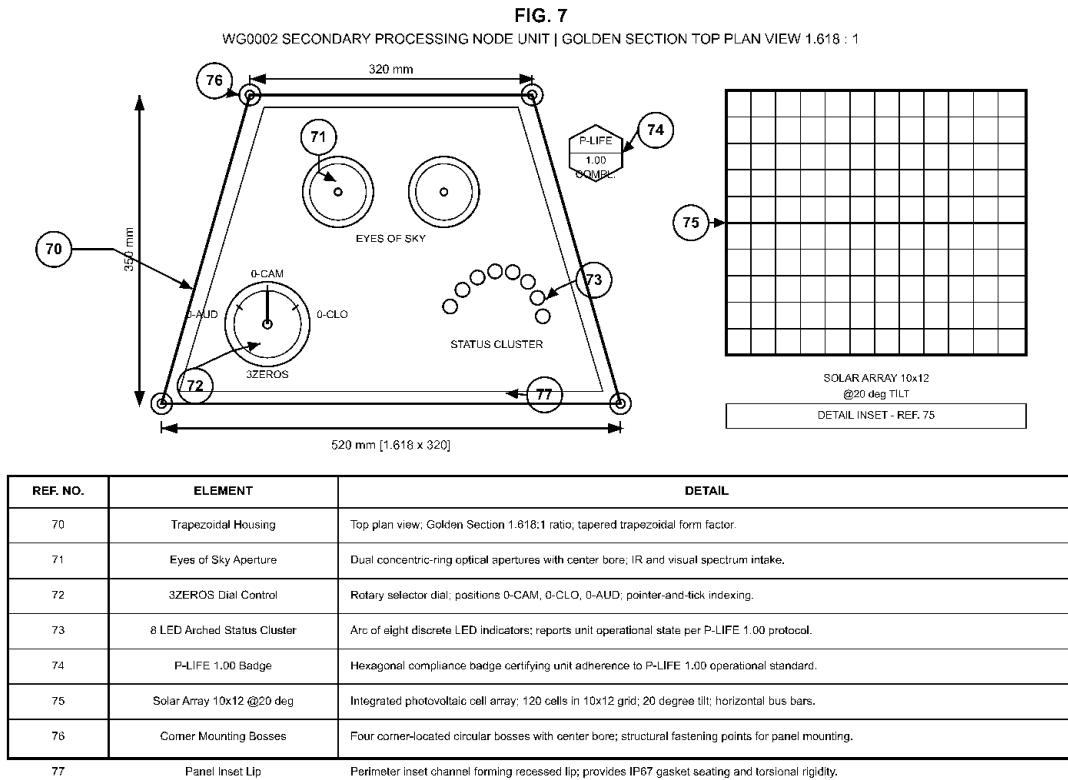 FIG. 7
WG0002 SECONDARY PROCESSING NODE UNIT | GOLDEN SECTION TOP PLAN VIEW 1.618 : 1
320 mm
76
71
P-LIFE
1.00
COMPL.
74
75
70
350 mm
EYES OF SKY
0-CAM
0-AUD
0-CLO
73
STATUS CLUSTER
3ZEROS
72
77
SOLAR ARRAY 10x12
@20 deg TILT
DETAIL INSET - REF. 75
520 mm [1.618 x 320]
REF. NO. ELEMENT DETAIL
70 Trapezoidal Housing Top plan view; Golden Section 1.618:1 ratio; tapered trapezoidal form factor.
71 Eyes of Sky Aperture Dual concentric-ring optical apertures with center bore; IR and visual spectrum intake.
72 3ZEROS Dial Control Rotary selector dial; positions 0-CAM, 0-CLO, 0-AUD; pointer-and-tick indexing.
73 8 LED Arched Status Cluster Arc of eight discrete LED indicators; reports unit operational state per P-LIFE 1.00 protocol.
74 P-LIFE 1.00 Badge Hexagonal compliance badge certifying unit adherence to P-LIFE 1.00 operational standard.
75 Solar Array 10x12 @20 deg Integrated photovoltaic cell array; 120 cells in 10x12 grid; 20 degree tilt; horizontal bus bars.
76 Corner Mounting Bosses Four corner-located circular bosses with center bore; structural fastening points for panel mounting.
77 Panel Inset Lip Perimeter inset channel forming recessed lip; provides IP67 gasket seating and torsional rigidity.